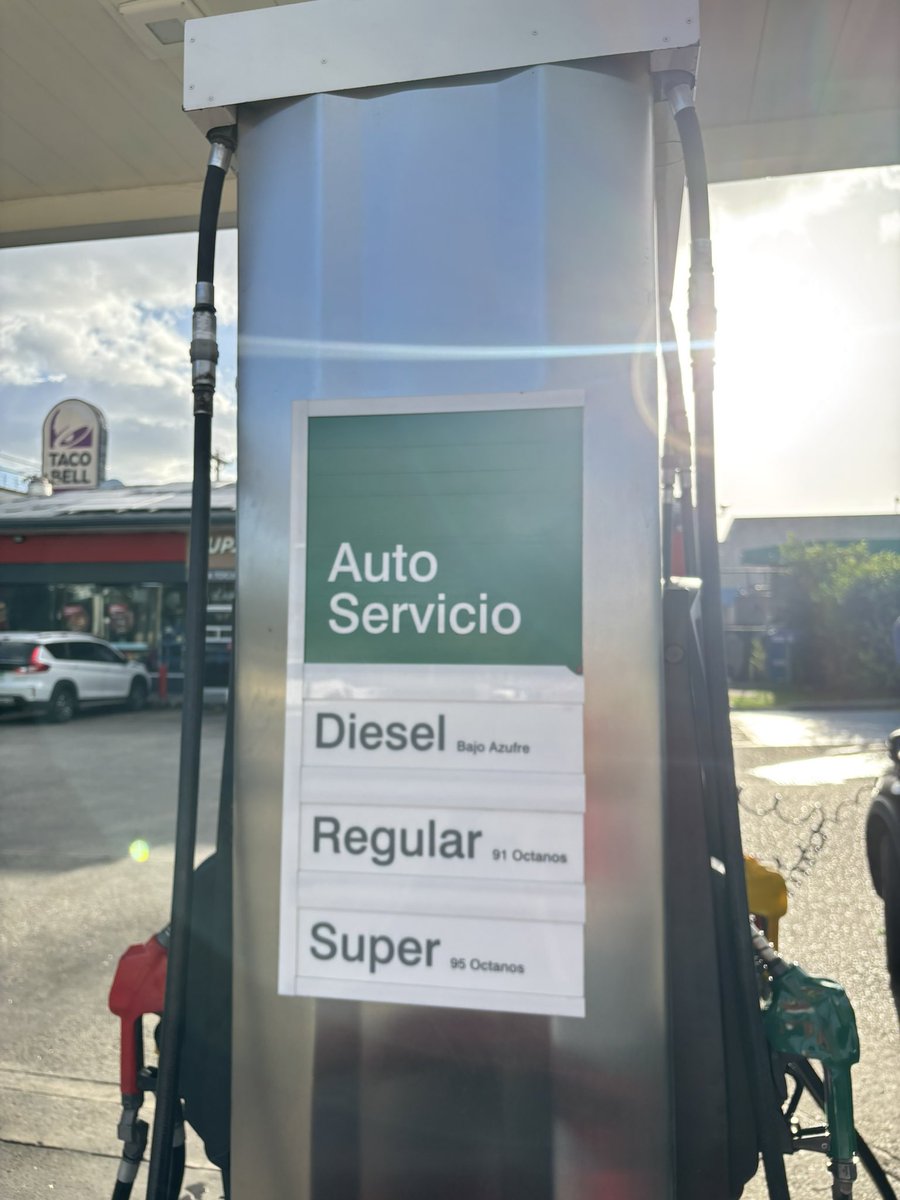 TACO
BELL
Auto
Servicio
Diesel Bajo Azufre
Regular 91 Octanos
Super 95 Octanos